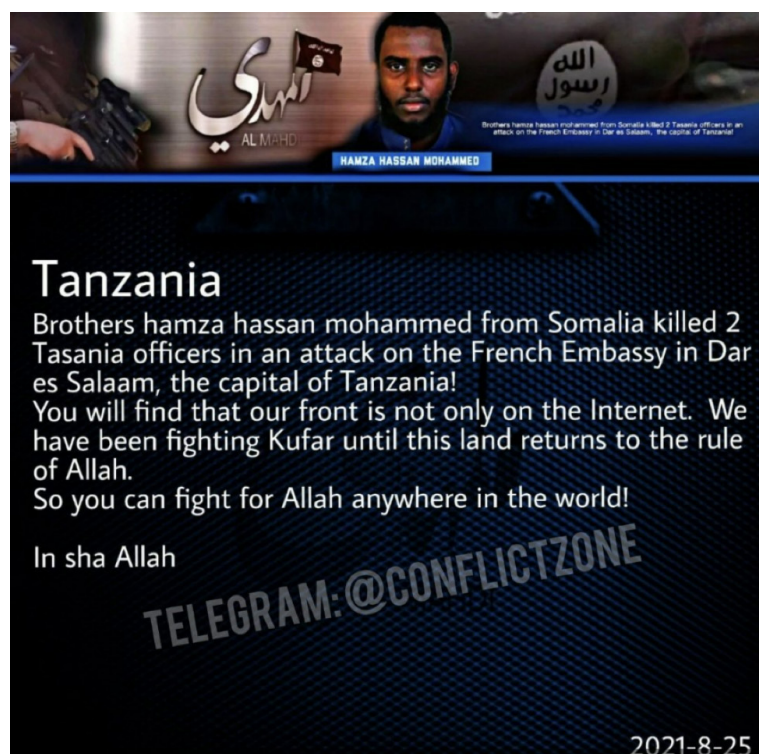 المهدي
AL MAHDI
الله
رسول
Brothers hamza hassan mohammed from Somalia killed 2 Tasania officers in an
attack on the French Embassy in Dar es Salaam, the capital of Tanzania!
HAMZA HASSAN MOHAMMED
Tanzania
Brothers hamza hassan mohammed from Somalia killed 2
Tasania officers in an attack on the French Embassy in Dar
es Salaam, the capital of Tanzania!
You will find that our front is not only on the Internet. We
have been fighting Kufar until this land returns to the rule
of Allah.
So you can fight for Allah anywhere in the world!
In sha Allah
TELEGRAM:@CONFLICTZONE
2021-8-25